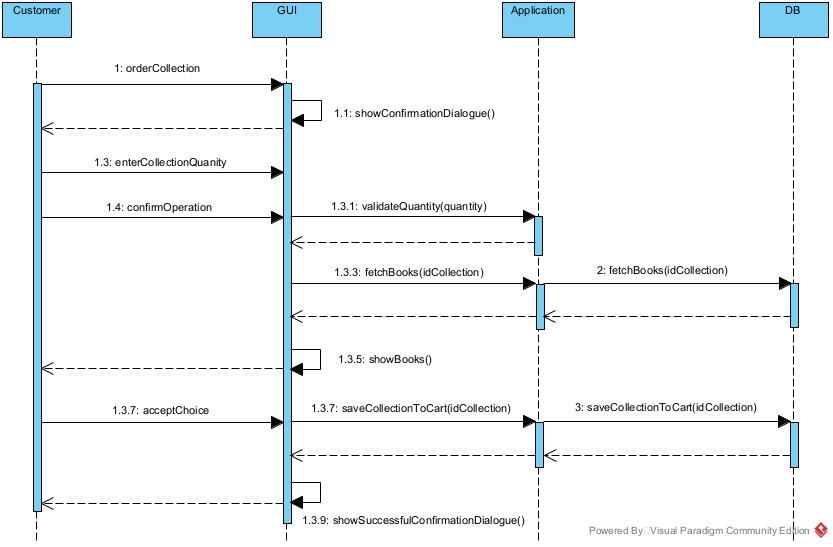 Customer
GUI
Application
DB
1: orderCollection
1.1: showConfirmationDialogue()
1.3: enterCollectionQuanity
1.4: confirmOperation
1.3.1: validateQuantity(quantity)
1.3.3: fetchBooks(idCollection)
2: fetchBooks(idCollection)
1.3.5: showBooks()
1.3.7: acceptChoice
1.3.7: saveCollectionToCart(idCollection)
3: saveCollectionToCart(idCollection)
1.3.9: showSuccessfulConfirmationDialogue()
Powered By Visual Paradigm Community Edition